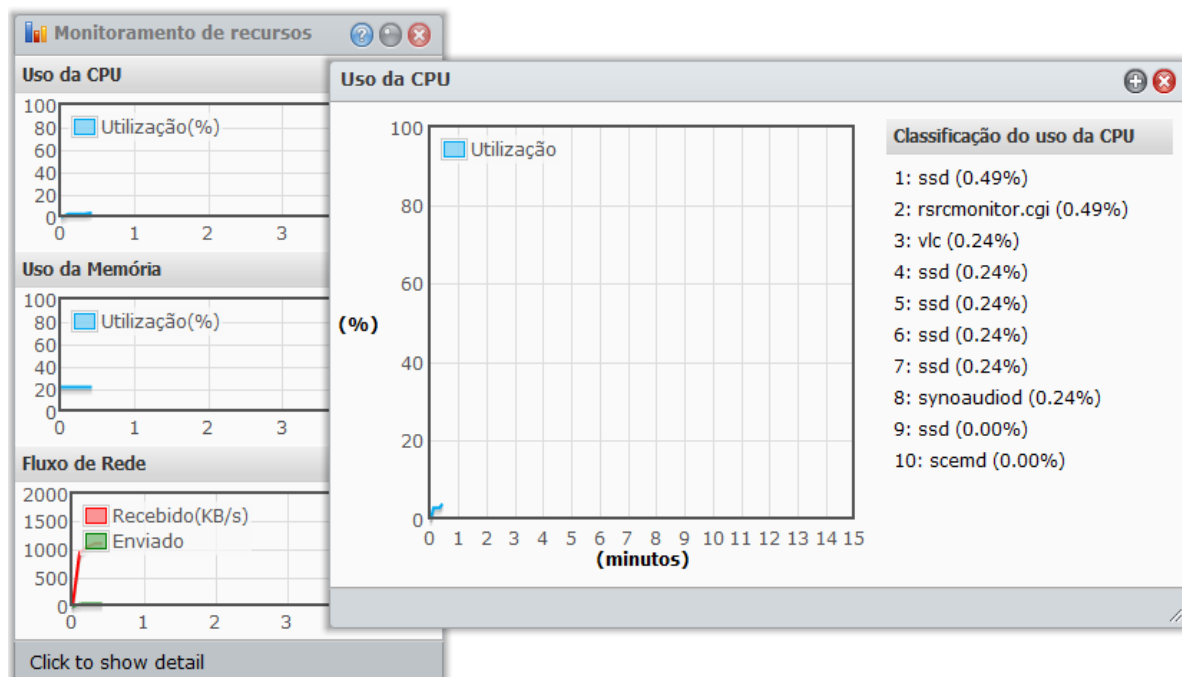 Monitoramento de recursos
Uso da CPU
100
80
60
40
20
0
Utilização(%)
0 1 2 3
Uso da Memória
100
80
60
40
20
0
Utilização(%)
0 1 2 3
Fluxo de Rede
2000
1500
1000
500
0
Recebido(KB/s)
Enviado
0 1 2 3
Click to show detail
Uso da CPU
100
80
60
40
20
0
(%)
Utilização
0 1 2 3 4 5 6 7 8 9 10 11 12 13 14 15
(minutos)
Classificação do uso da CPU
1: ssd (0.49%)
2: rsrcmonitor.cgi (0.49%)
3: vlc (0.24%)
4: ssd (0.24%)
5: ssd (0.24%)
6: ssd (0.24%)
7: ssd (0.24%)
8: synoaudiod (0.24%)
9: ssd (0.00%)
10: scemd (0.00%)